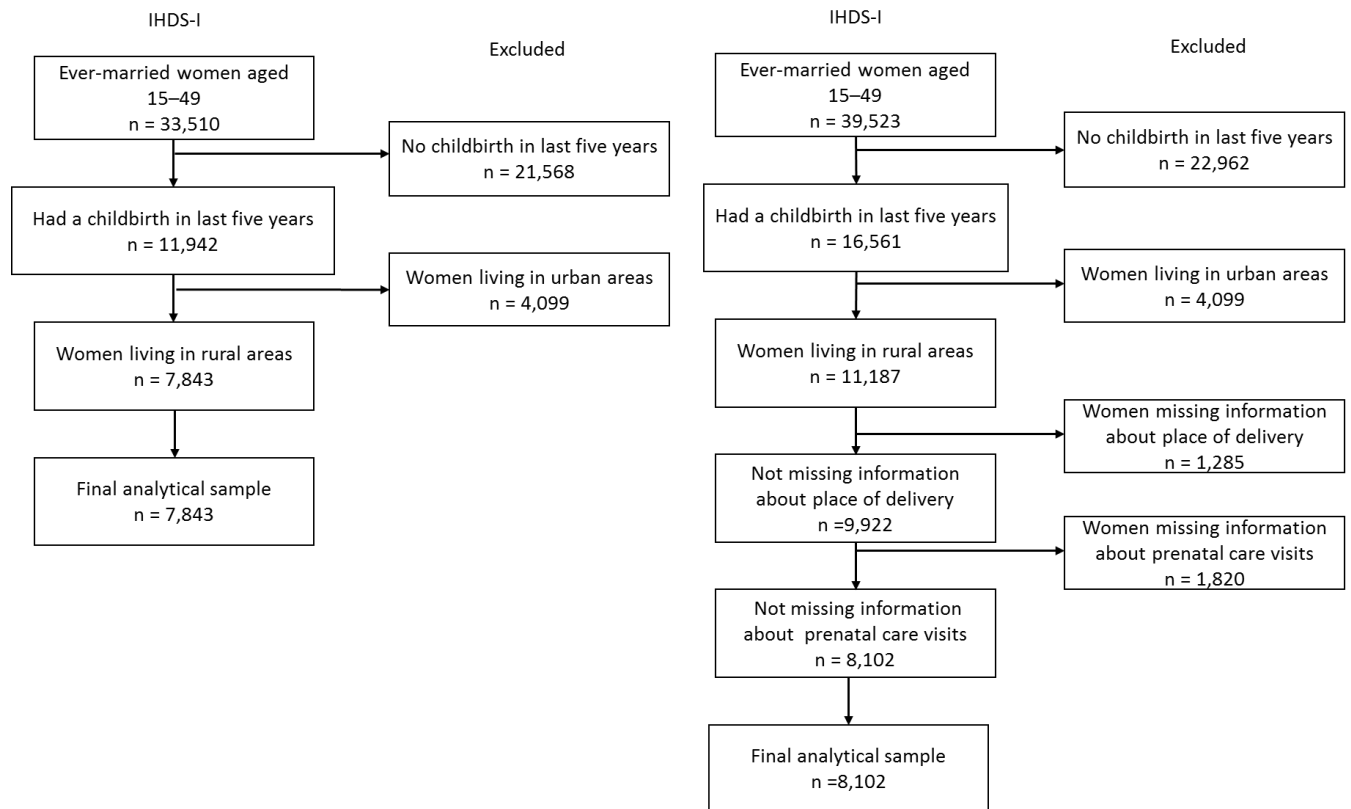 IHDS-I
Excluded
Ever-married women aged
15–49
n = 33,510
No childbirth in last five years
n = 21,568
Had a childbirth in last five years
n = 11,942
Women living in urban areas
n = 4,099
Women living in rural areas
n = 7,843
Final analytical sample
n = 7,843
IHDS-I
Excluded
Ever-married women aged
15–49
n = 39,523
No childbirth in last five years
n = 22,962
Had a childbirth in last five years
n = 16,561
Women living in urban areas
n = 4,099
Women living in rural areas
n = 11,187
Women missing information
about place of delivery
n = 1,285
Not missing information
about place of delivery
n =9,922
Women missing information
about prenatal care visits
n = 1,820
Not missing information
about prenatal care visits
n = 8,102
Final analytical sample
n =8,102